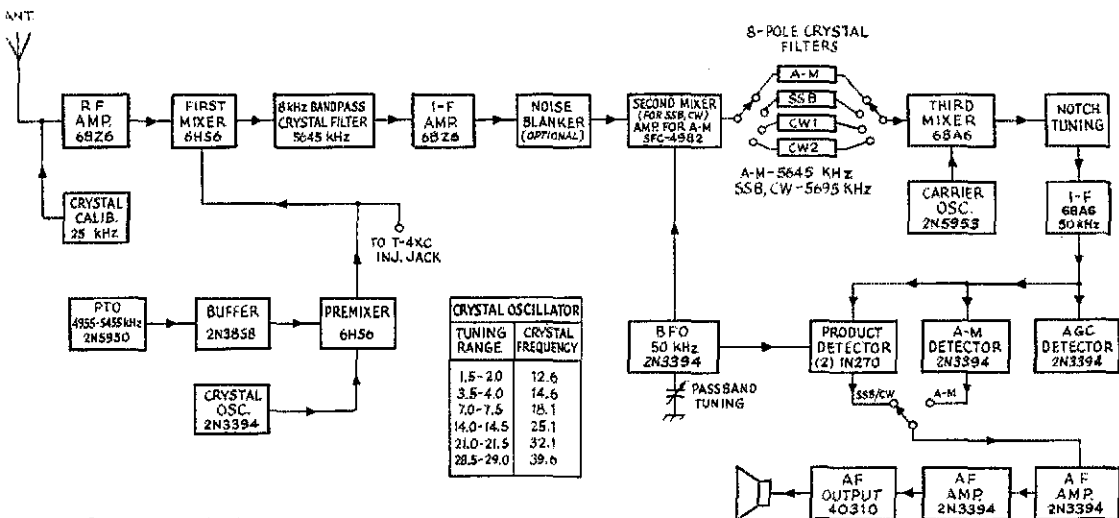 ANT.
8-POLE CRYSTAL
FILTERS
RF
AMP.
6BZ6
FIRST
MIXER
6HS6
8kHz BANDPASS
CRYSTAL FILTER
5645 KHz
I-F
AMP.
6BZ6
NOISE
BLANKER
(OPTIONAL)
SECOND MIXER
(FOR SSB, CW)
AMP. FOR A-M
SFC-4982
A-M
SSB
CW1
CW2
A-M-5645 KHz
SSB, CW-5695 KHz
THIRD
MIXER
6BA6
NOTCH
TUNING
CRYSTAL
CALIB.
25 kHz
TO T-4XC
INJ. JACK
CARRIER
OSC.
2N5953
I-F
6BA6
50 KHz
PTO
4955-5455kHz
2N5950
BUFFER
2N3858
PREMIXER
6HS6
CRYSTAL
OSC.
2N3394
CRYSTAL OSCILLATOR
TUNING RANGE CRYSTAL FREQUENCY
1.5-2.0 12.6
3.5-4.0 14.6
7.0-7.5 18.1
14.0-14.5 25.1
21.0-21.5 32.1
28.5-29.0 39.6
BFO
50 KHz
2N3394
PASSBAND
TUNING
PRODUCT
DETECTOR
(2) IN270
A-M
DETECTOR
2N3394
AGC
DETECTOR
2N3394
SSB/CW
A-M
AF
OUTPUT
40310
AF
AMP.
2N3394
AF
AMP.
2N3394